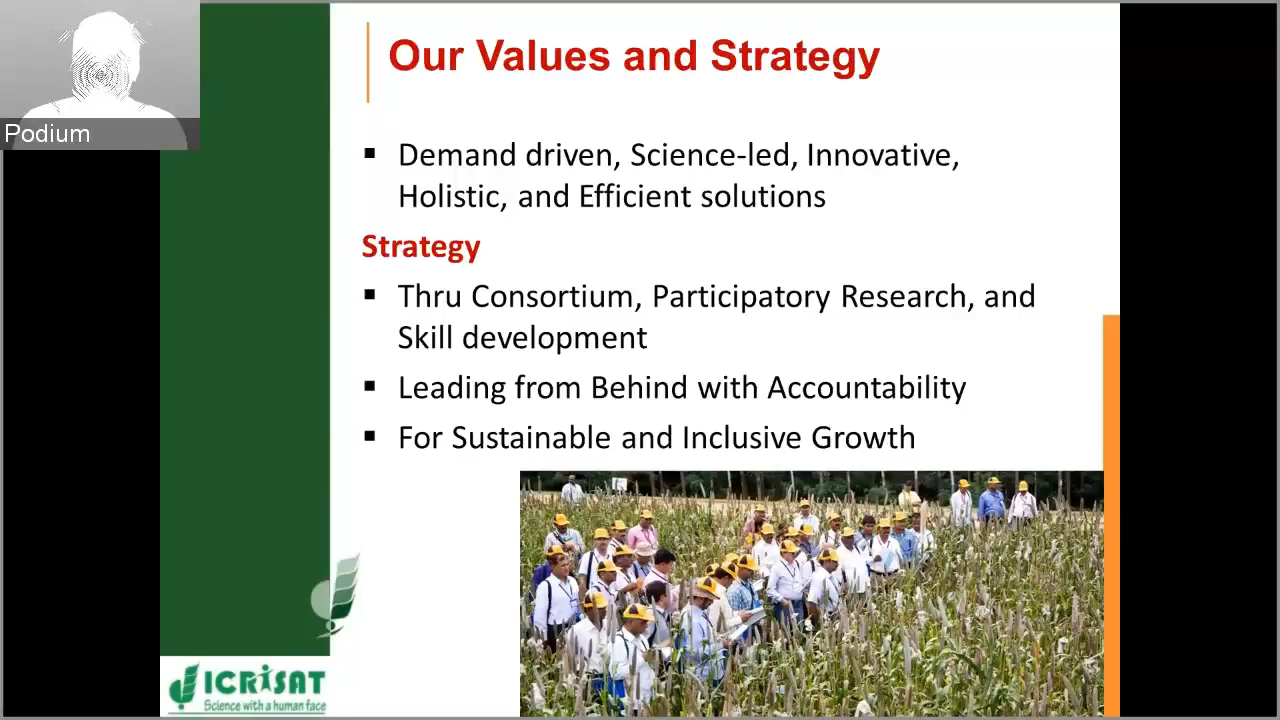 Podium
Our Values and Strategy
▪ Demand driven, Science-led, Innovative,
Holistic, and Efficient solutions
Strategy
▪ Thru Consortium, Participatory Research, and
Skill development
▪ Leading from Behind with Accountability
▪ For Sustainable and Inclusive Growth
ICRISAT
Science with a human face